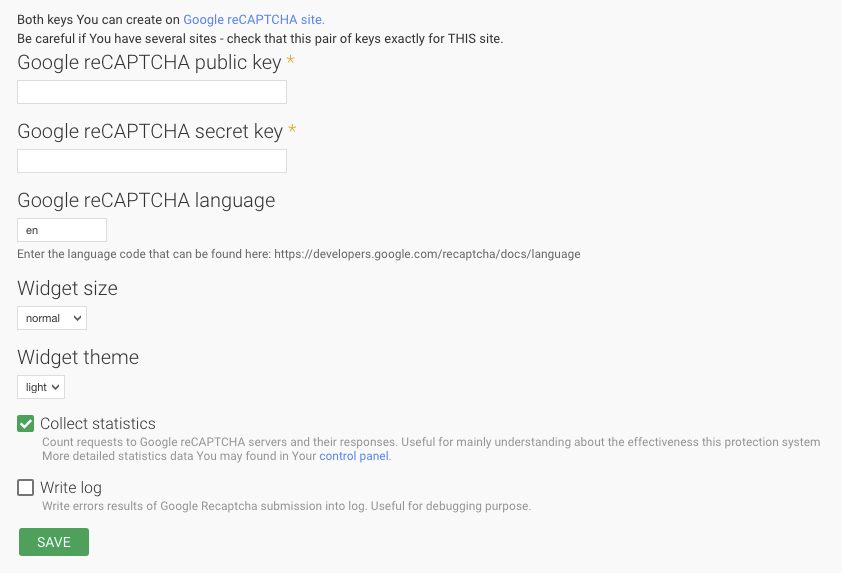 Both keys You can create on Google reCAPTCHA site.
Be careful if You have several sites - check that this pair of keys exactly for THIS site.
Google reCAPTCHA public key *
Google reCAPTCHA secret key *
Google reCAPTCHA language
en
Enter the language code that can be found here: https://developers.google.com/recaptcha/docs/language
Widget size
normal
Widget theme
light
Collect statistics
Count requests to Google reCAPTCHA servers and their responses. Useful for mainly understanding about the effectiveness this protection system
More detailed statistics data You may found in Your control panel.
Write log
Write errors results of Google Recaptcha submission into log. Useful for debugging purpose.
SAVE